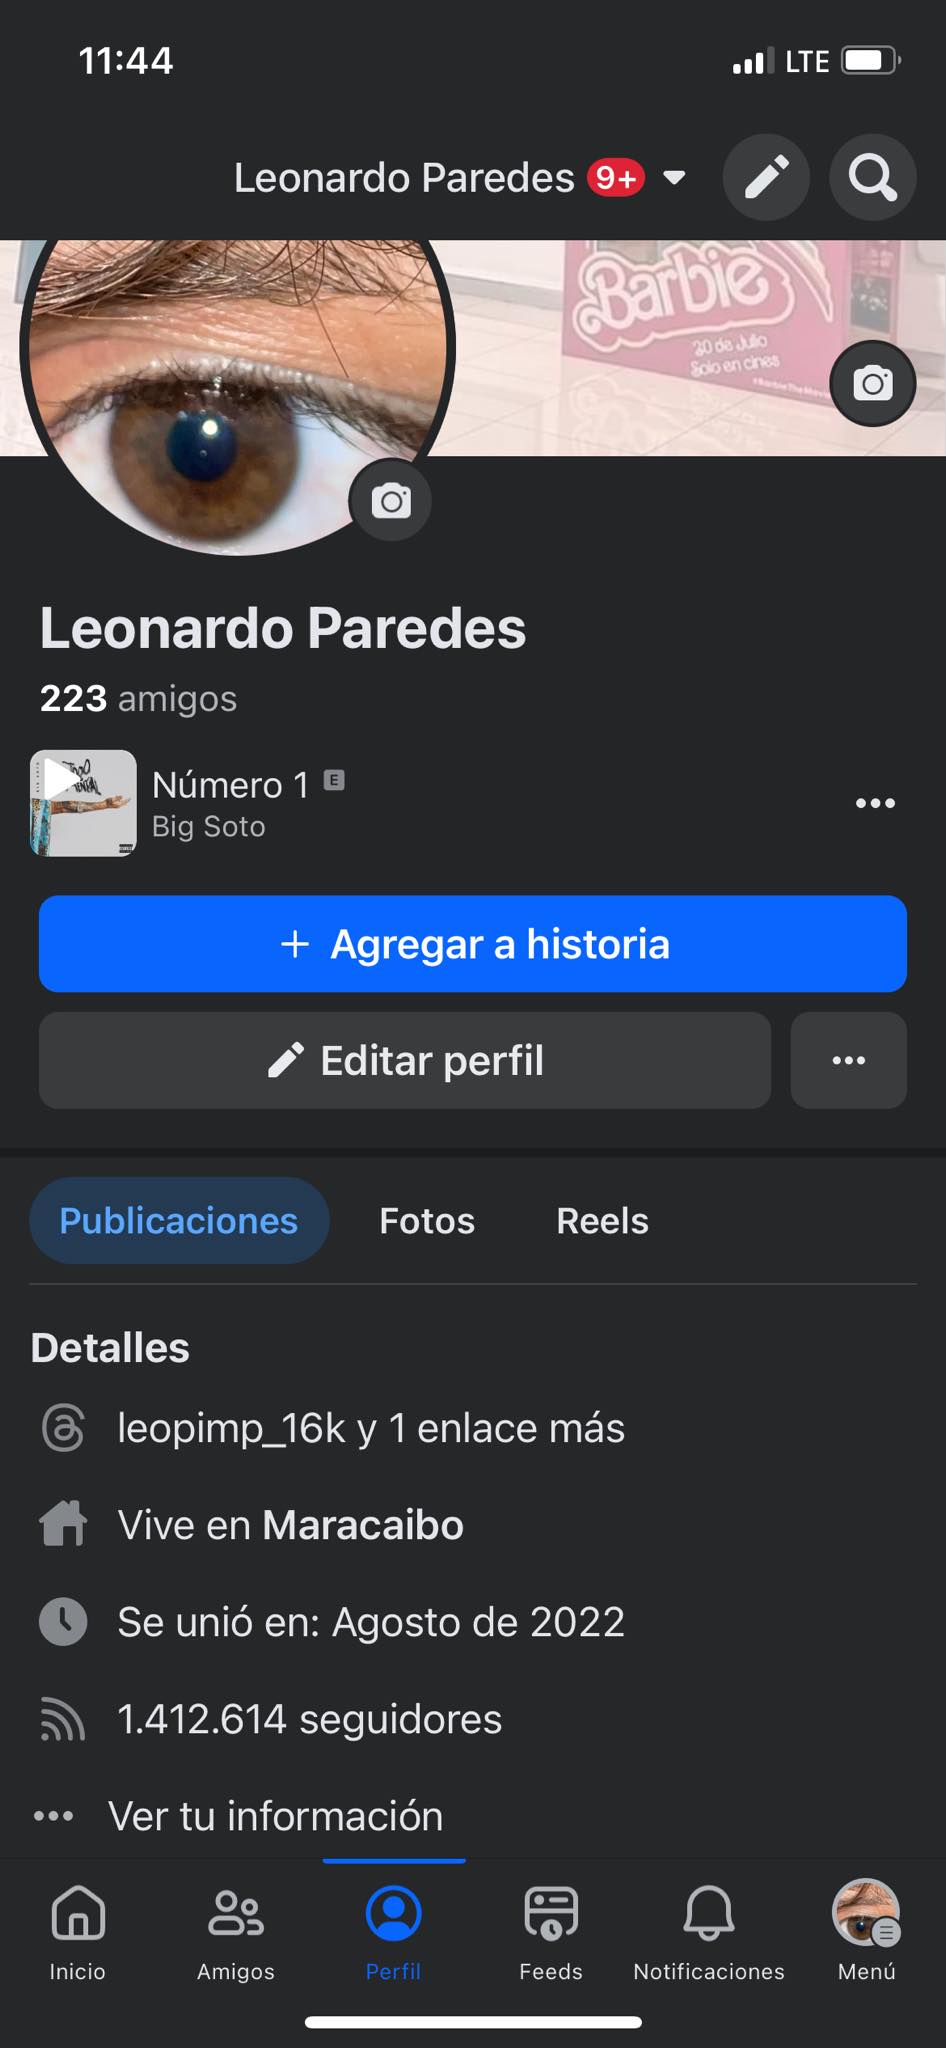 11:44
LTE
Leonardo Paredes 9+
Barbie
20 de Julio
Solo en cines
Leonardo Paredes
223 amigos
Número 1 E
Big Soto
+ Agregar a historia
Editar perfil
Publicaciones Fotos Reels
Detalles
leopimp_16k y 1 enlace más
Vive en Maracaibo
Se unió en: Agosto de 2022
1.412.614 seguidores
Ver tu información
Inicio Amigos Perfil Feeds Notificaciones Menú